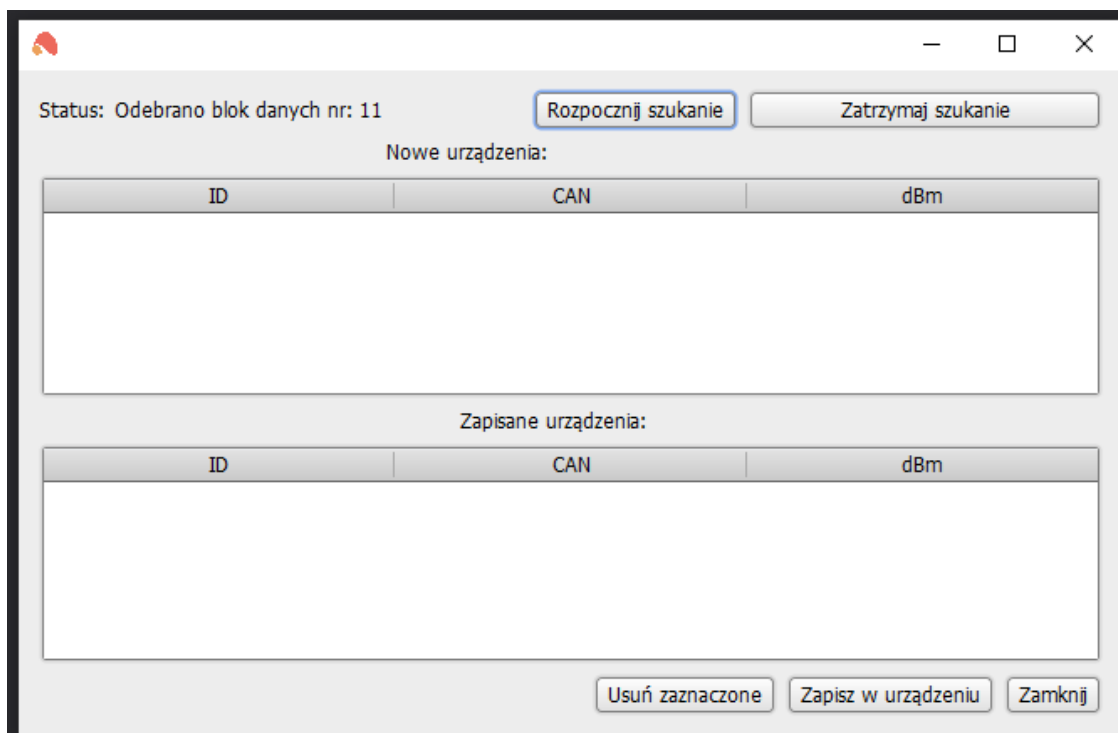 Status: Odebrano blok danych nr: 11 Rozpocznij szukanie Zatrzymaj szukanie
Nowe urządzenia:
ID CAN dBm
Zapisane urządzenia:
ID CAN dBm
Usuń zaznaczone Zapisz w urządzeniu Zamknij